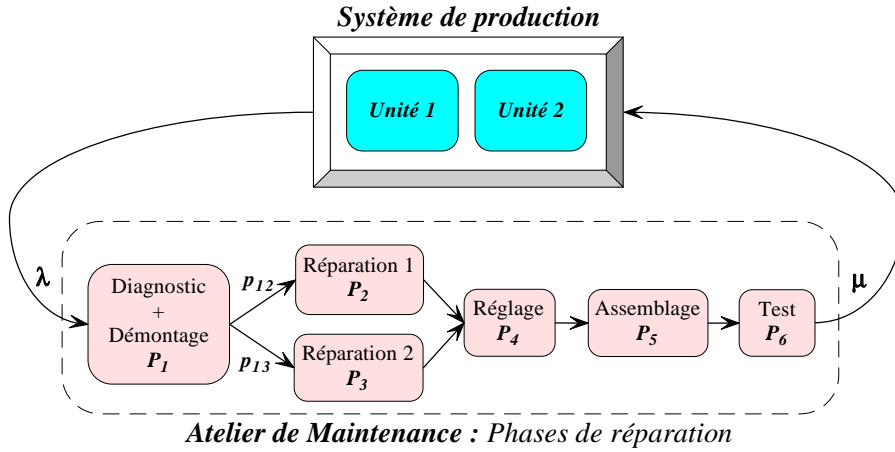 Système de production
Unité 1
Unité 2
λ
μ
Diagnostic
+
Démontage
P1
p12
p13
Réparation 1
P2
Réparation 2
P3
Réglage
P4
Assemblage
P5
Test
P6
Atelier de Maintenance : Phases de réparation